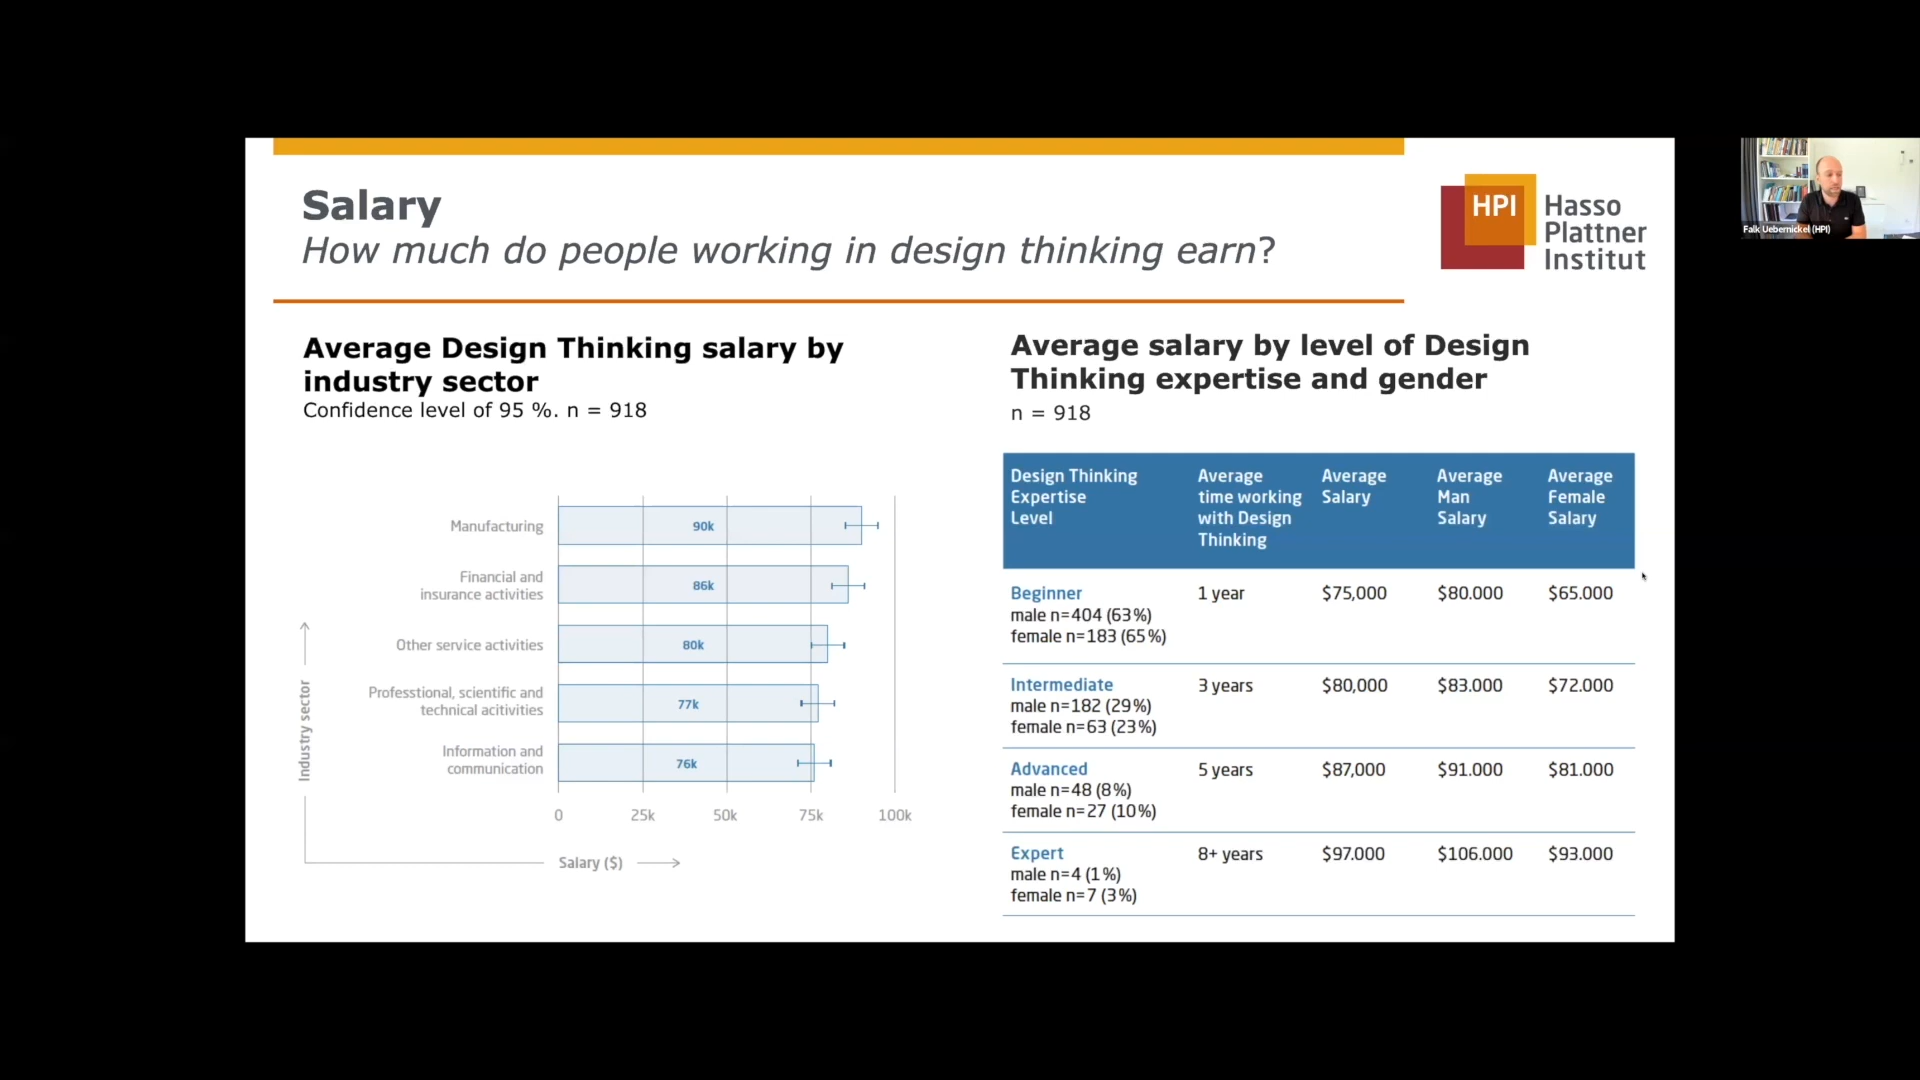 Salary
How much do people working in design thinking earn?
HPI
Hasso
Plattner
Institut
Falk Uebernickel (HPI)
Average Design Thinking salary by
industry sector
Confidence level of 95 %. n = 918
Manufacturing
90k
Financial and
insurance activities
86k
Other service activities
80k
Professtional, scientific and
technical acitivities
77k
Information and
communication
76k
Industry sector
0 25k 50k 75k 100k
Salary ($)
Average salary by level of Design
Thinking expertise and gender
n = 918
Design Thinking
Expertise
Level
Average
time working
with Design
Thinking
Average
Salary
Average
Man
Salary
Average
Female
Salary
Beginner 1 year $75,000 $80.000 $65.000
male n=404 (63%)
female n=183 (65%)
Intermediate 3 years $80,000 $83.000 $72.000
male n=182 (29%)
female n=63 (23%)
Advanced 5 years $87,000 $91.000 $81.000
male n=48 (8%)
female n=27 (10%)
Expert 8+ years $97.000 $106.000 $93.000
male n=4 (1%)
female n=7 (3%)